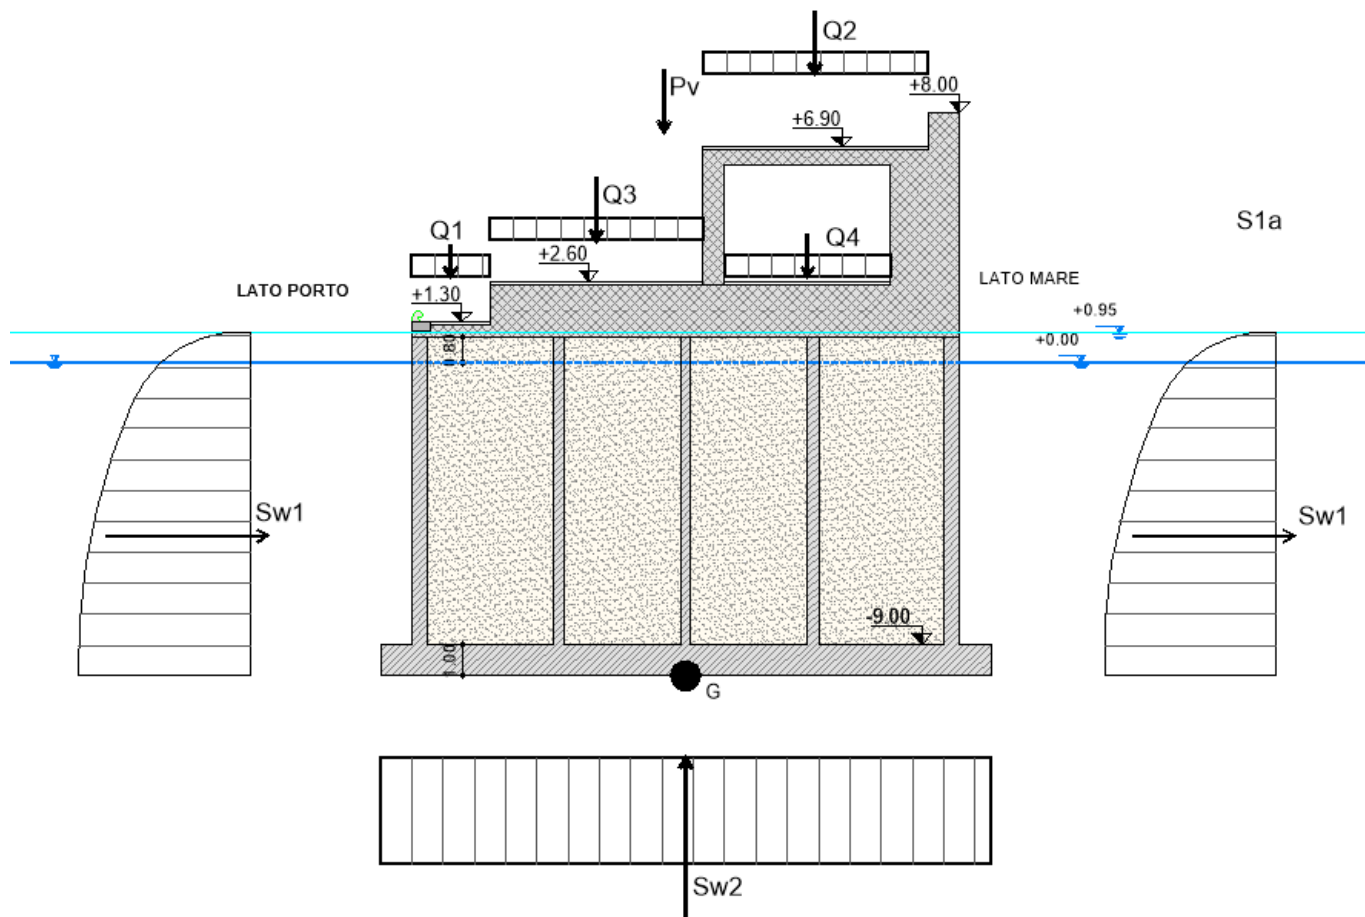 Q2
Pv
+8.00
+6.90
Q3
S1a
Q1
Q4
+2.60
LATO PORTO
LATO MARE
+1.30
+0.95
+0.00
0.80
Sw1
Sw1
-9.00
1.00
G
Sw2